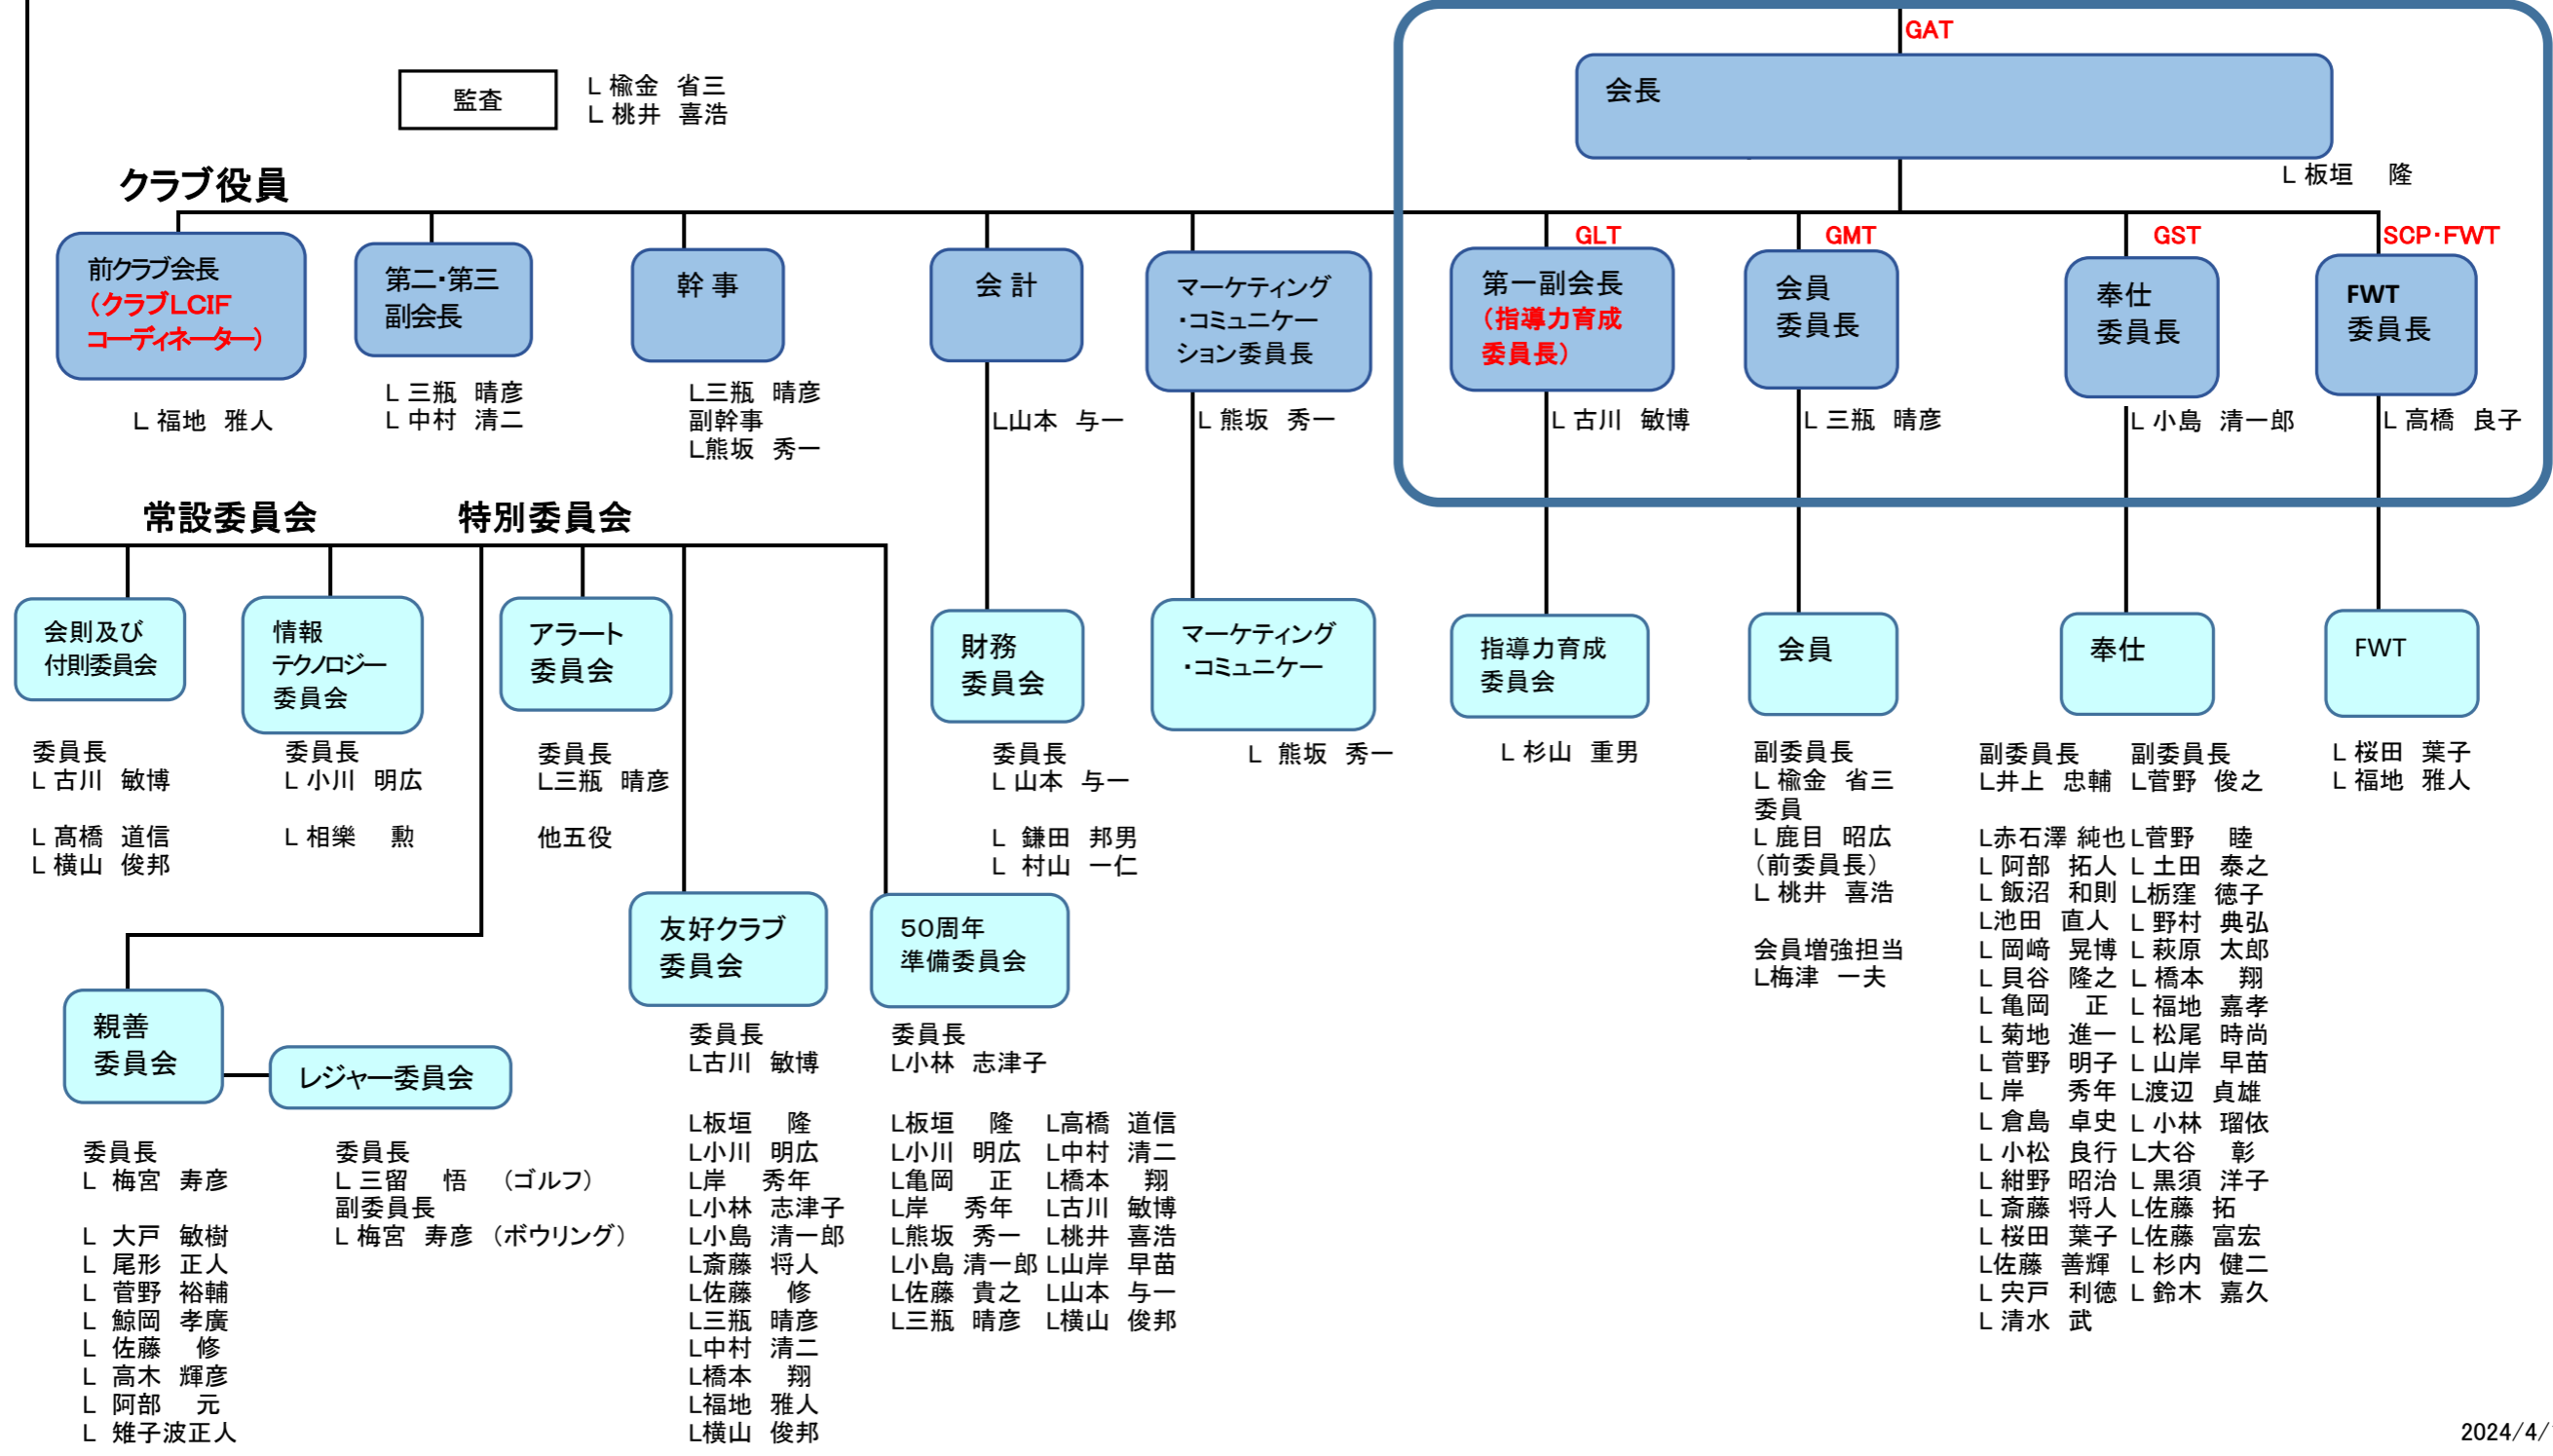 GAT
会長
L 板垣　隆
監査
L 楡金　省三
L 桃井　喜浩
クラブ役員
前クラブ会長
（クラブLCIF
コーディネーター）
L 福地　雅人
第二・第三
副会長
L 三瓶　晴彦
L 中村　清二
幹 事
L三瓶　晴彦
副幹事
L熊坂　秀一
会 計
L山本　与一
マーケティング
・コミュニケー
ション委員長
L 熊坂　秀一
GLT
第一副会長
（指導力育成
委員長）
L 古川　敏博
GMT
会員
委員長
L 三瓶　晴彦
GST
奉仕
委員長
L 小島　清一郎
SCP・FWT
FWT
委員長
L 高橋　良子
常設委員会
特別委員会
会則及び
付則委員会
委員長
L 古川　敏博
L 髙橋　道信
L 横山　俊邦
情報
テクノロジー
委員会
委員長
L 小川　明広
L 相樂　勲
アラート
委員会
委員長
L三瓶　晴彦
他五役
財務
委員会
委員長
L 山本　与一
L 鎌田　邦男
L 村山　一仁
マーケティング
・コミュニケー
L 熊坂　秀一
指導力育成
委員会
L 杉山　重男
会員
副委員長
L 楡金　省三
委員
L 鹿目　昭広
（前委員長）
L 桃井　喜浩
会員増強担当
L梅津　一夫
奉仕
副委員長　副委員長
L井上　忠輔　L菅野　俊之
L赤石澤 純也 L菅野　睦
L 阿部　拓人　L 土田　泰之
L 飯沼　和則　L栃窪　徳子
L池田　直人　L 野村　典弘
L 岡﨑　晃博　L 萩原　太郎
L 貝谷　隆之　L 橋本　翔
L 亀岡　正　L 福地　嘉孝
L 菊地　進一　L 松尾　時尚
L 菅野　明子　L 山岸　早苗
L 岸　秀年　L渡辺　貞雄
L 倉島　卓史　L 小林　瑠依
L 小松　良行　L大谷　彰
L 紺野　昭治　L 黒須　洋子
L 斎藤　将人　L佐藤　拓
L 桜田　葉子　L佐藤　富宏
L佐藤　善輝　L 杉内　健二
L 宍戸　利徳　L 鈴木　嘉久
L 清水　武
FWT
L 桜田　葉子
L 福地　雅人
親善
委員会
委員長
L 梅宮　寿彦
L 大戸　敏樹
L 尾形　正人
L 菅野　裕輔
L 鯨岡　孝廣
L 佐藤　修
L 高木　輝彦
L 阿部　元
L 雉子波正人
レジャー委員会
委員長
L 三留　悟　（ゴルフ）
副委員長
L 梅宮　寿彦 （ボウリング）
友好クラブ
委員会
委員長
L古川　敏博
L板垣　隆
L小川　明広
L岸　秀年
L小林　志津子
L小島　清一郎
L斎藤　将人
L佐藤　修
L三瓶　晴彦
L中村　清二
L橋本　翔
L福地　雅人
L横山　俊邦
５０周年
準備委員会
委員長
L小林　志津子
L板垣　隆　L高橋　道信
L小川　明広　L中村　清二
L亀岡　正　L橋本　翔
L岸　秀年　L古川　敏博
L熊坂　秀一　L桃井　喜浩
L小島 清一郎 L山岸　早苗
L佐藤　貴之　L山本　与一
L三瓶　晴彦　L横山　俊邦
2024/4/